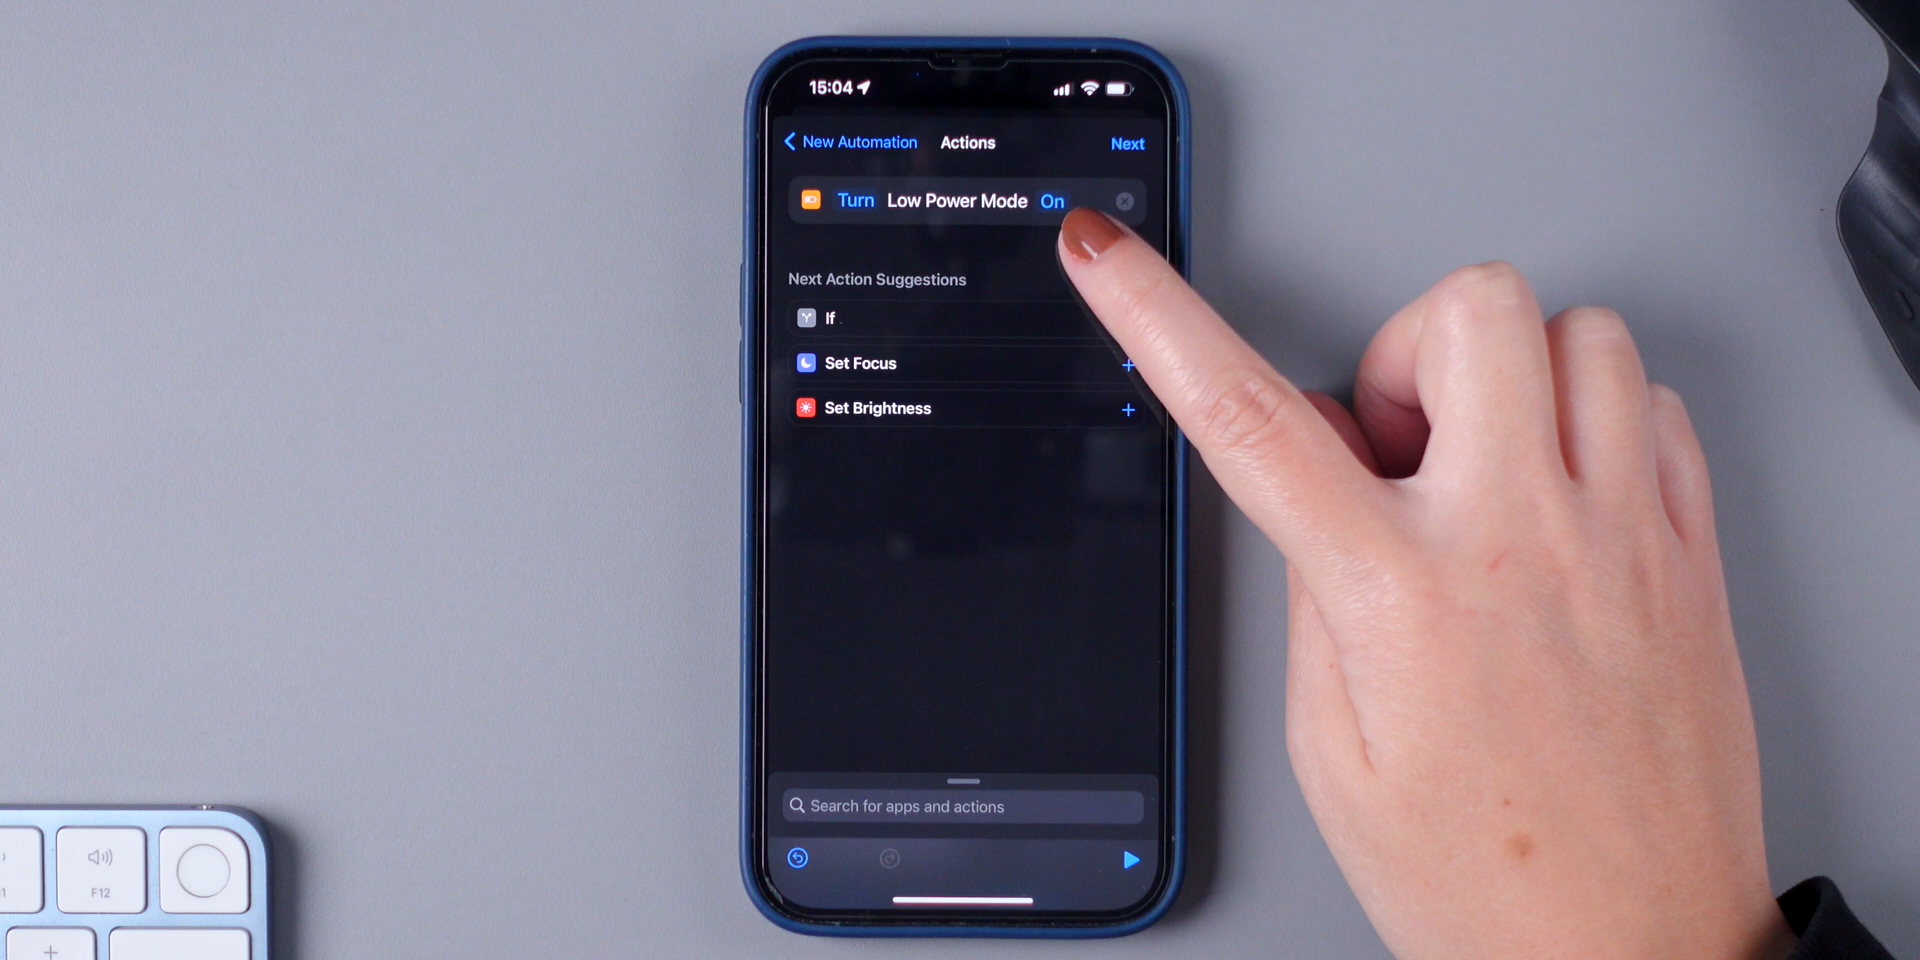 15:04
New Automation Actions Next
Turn Low Power Mode On
Next Action Suggestions
If
Set Focus
Set Brightness
Search for apps and actions
F12